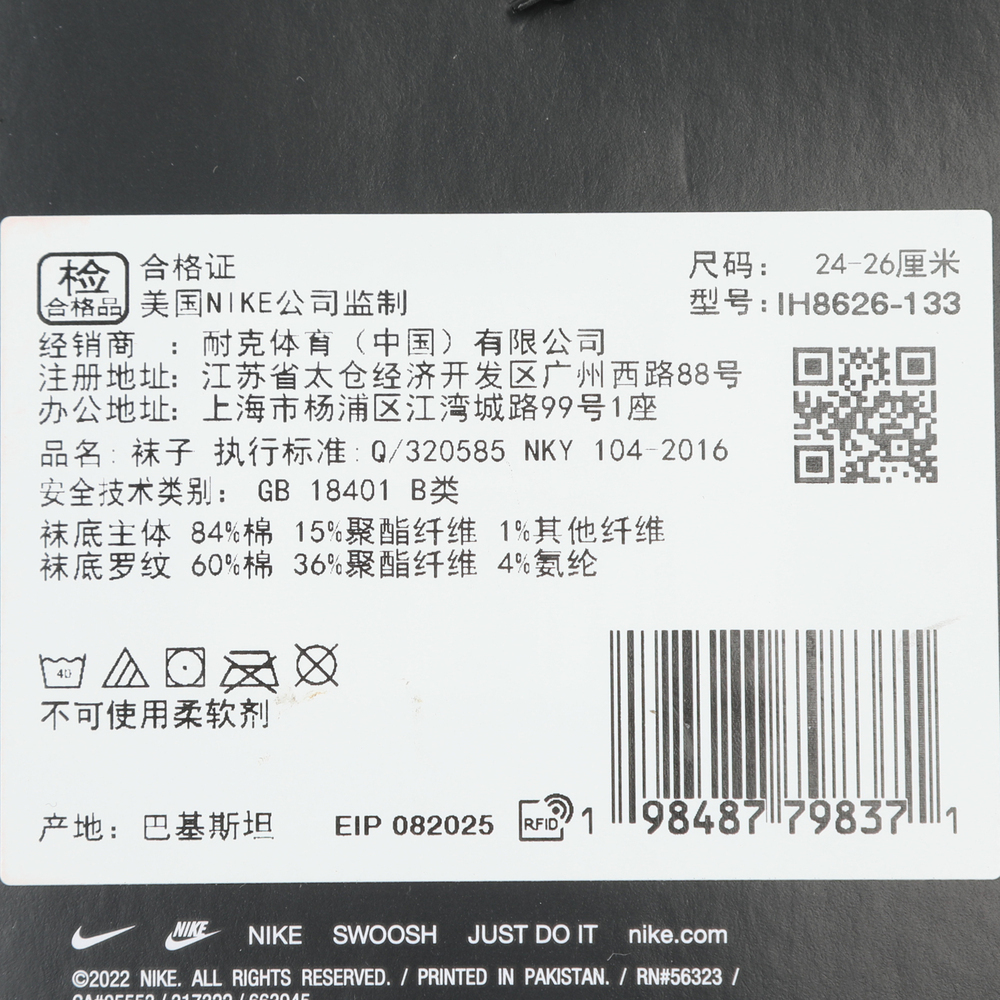 检
合格品
合格证
美国NIKE公司监制
尺码： 24-26厘米
型号：IH8626-133
经销商 ： 耐克体育（中国）有限公司
注册地址：江苏省太仓经济开发区广州西路88号
办公地址：上海市杨浦区江湾城路99号1座
品名：袜子 执行标准：Q/320585 NKY 104-2016
安全技术类别： GB 18401 B类
袜底主体 84%棉 15%聚酯纤维 1%其他纤维
袜底罗纹 60%棉 36%聚酯纤维 4%氨纶
40
不可使用柔软剂
产地：巴基斯坦 EIP 082025 RFID
1 98487 79837 1
NIKE NIKE SWOOSH JUST DO IT nike.com
©2022 NIKE. ALL RIGHTS RESERVED. / PRINTED IN PAKISTAN. / RN#56323 /